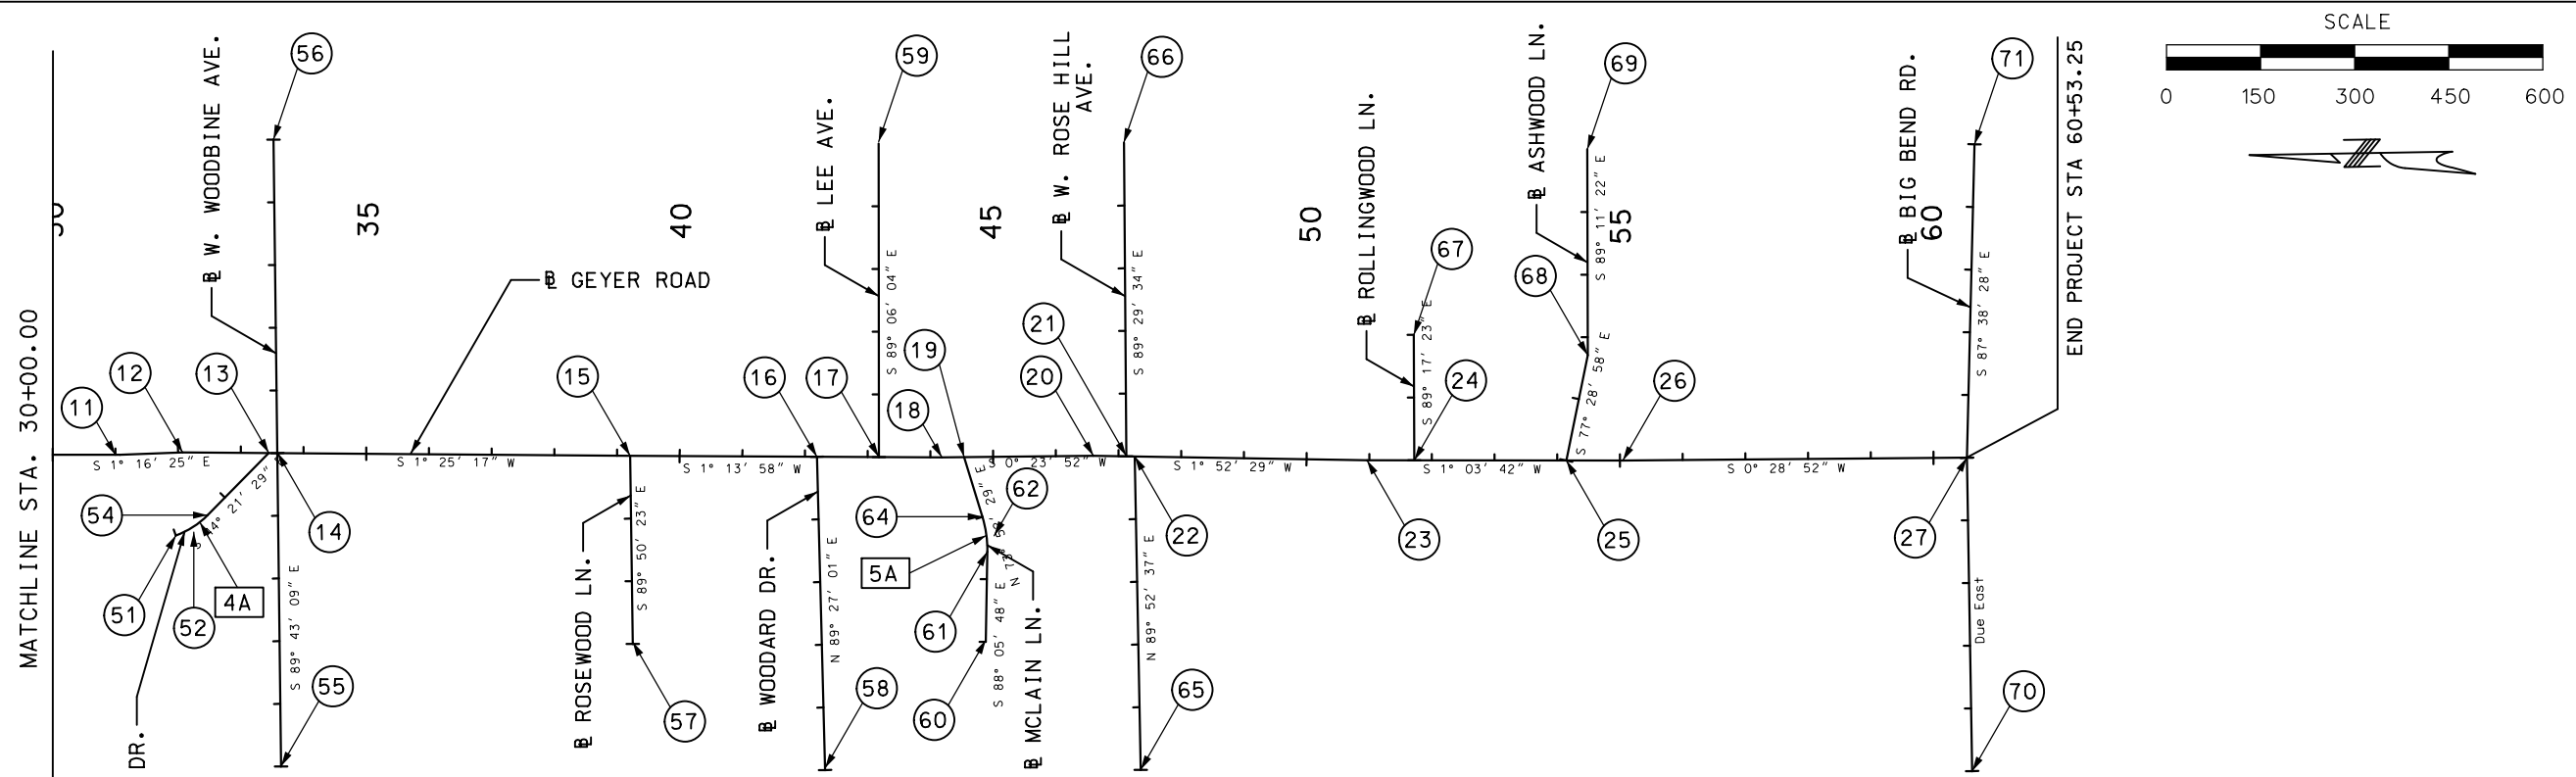 SCALE
0 150 300 450 600
MATCHLINE STA. 30+00.00
END PROJECT STA 60+53.25
35
40
45
50
55
60
56
59
66
69
71
W. WOODBINE AVE.
LEE AVE.
W. ROSE HILL
AVE.
ROLLINGWOOD LN.
ASHWOOD LN.
BIG BEND RD.
GEYER ROAD
S 89° 06' 04" E
S 89° 29' 34" E
S 89° 17' 23" E
S 89° 11' 22" E
S 77° 28' 58" E
S 87° 38' 28" E
67
68
11
12
13
15
16
17
18
19
20
21
24
26
S 1° 16' 25" E
S 1° 25' 17" W
S 1° 13' 58" W
S 0° 23' 52" W
S 1° 52' 29" W
S 1° 03' 42" W
S 0° 28' 52" W
54
14
64
62
22
23
25
27
51
52
4A
5A
61
60
55
57
58
65
70
DR.
S 89° 43' 09" E
ROSEWOOD LN.
S 89° 50' 23" E
WOODARD DR.
N 89° 27' 01" E
S 88° 05' 48" E
MCLAIN LN.
N 89° 52' 37" E
Due East